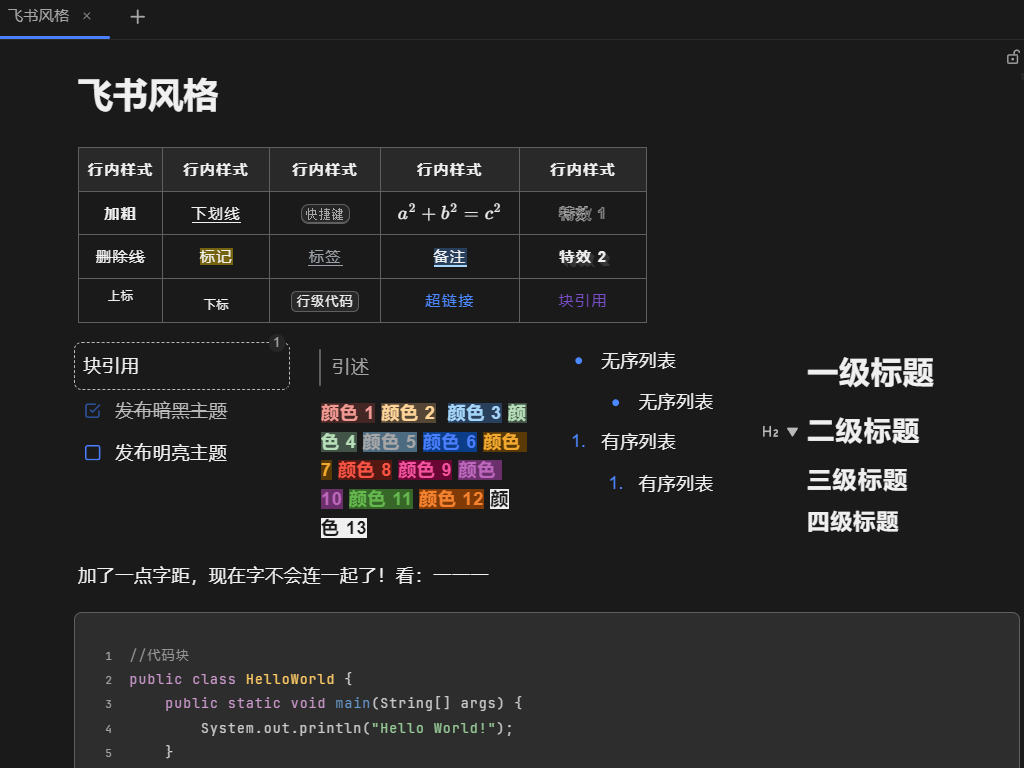 飞书风格
飞书风格
行内样式 行内样式 行内样式 行内样式 行内样式
加粗 下划线 快捷键 a² + b² = c² 特效 1
删除线 标记 标签 备注 特效 2
上标 下标 行级代码 超链接 块引用
块引用 1
发布暗黑主题
发布明亮主题
引述
颜色 1 颜色 2 颜色 3 颜
色 4 颜色 5 颜色 6 颜色
7 颜色 8 颜色 9 颜色
10 颜色 11 颜色 12 颜
色 13
• 无序列表
• 无序列表
1. 有序列表
1. 有序列表
一级标题
H2 二级标题
三级标题
四级标题
加了一点字距，现在字不会连一起了！看：一一一
1 //代码块
2 public class HelloWorld {
3     public static void main(String[] args) {
4         System.out.println("Hello World!");
5     }